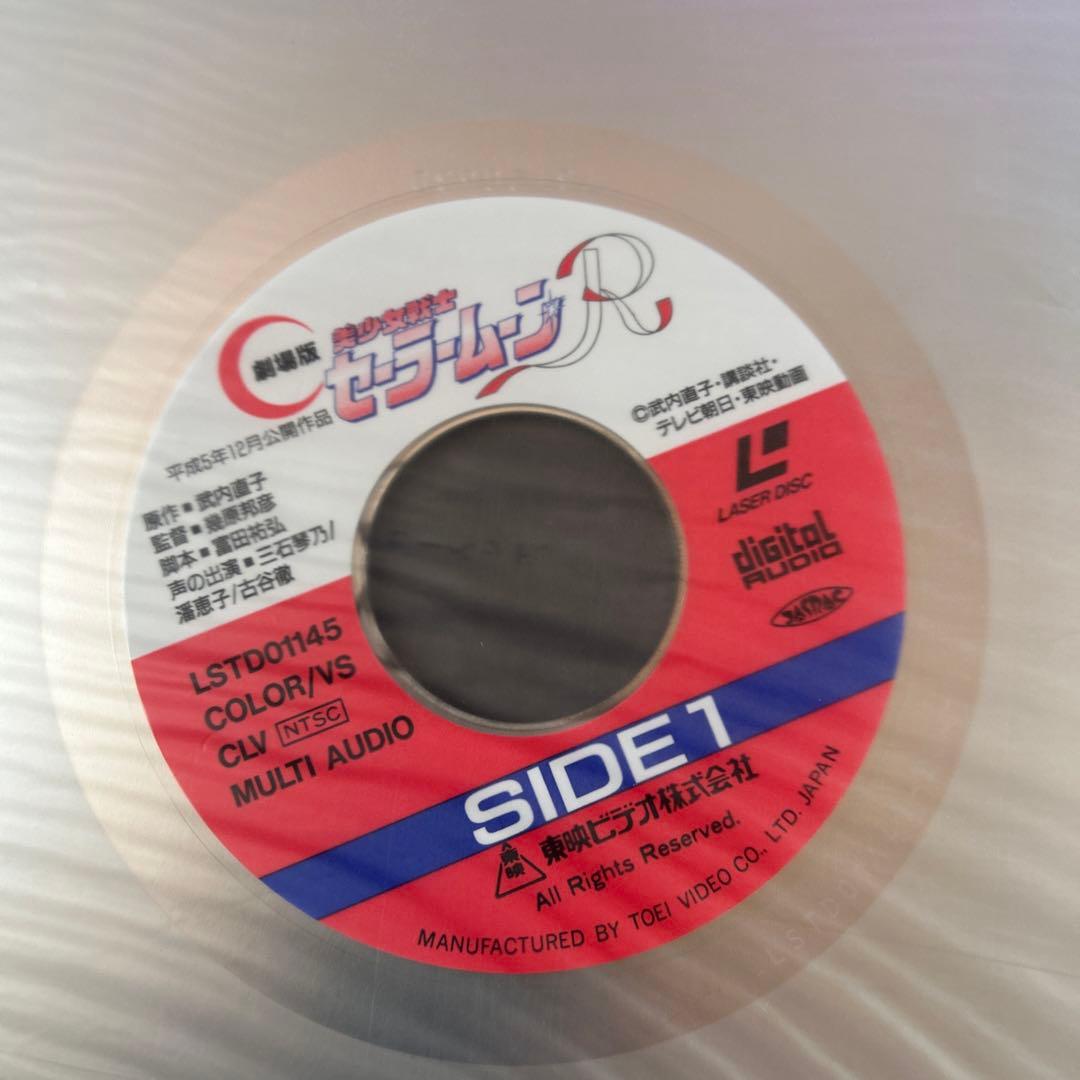 劇場版
美少女戦士
セーラームーン R
平成5年12月公開作品
原作■武内直子
監督■幾原邦彦
脚本■富田祐弘
声の出演■三石琴乃/
潘恵子/古谷徹
©武内直子・講談社・
テレビ朝日・東映動画
LASER DISC
digital
AUDIO
JASRAC
LSTD01145
COLOR/VS
CLV NTSC
MULTI AUDIO
SIDE 1
東映
東映ビデオ株式会社
All Rights Reserved.
MANUFACTURED BY TOEI VIDEO CO., LTD. JAPAN